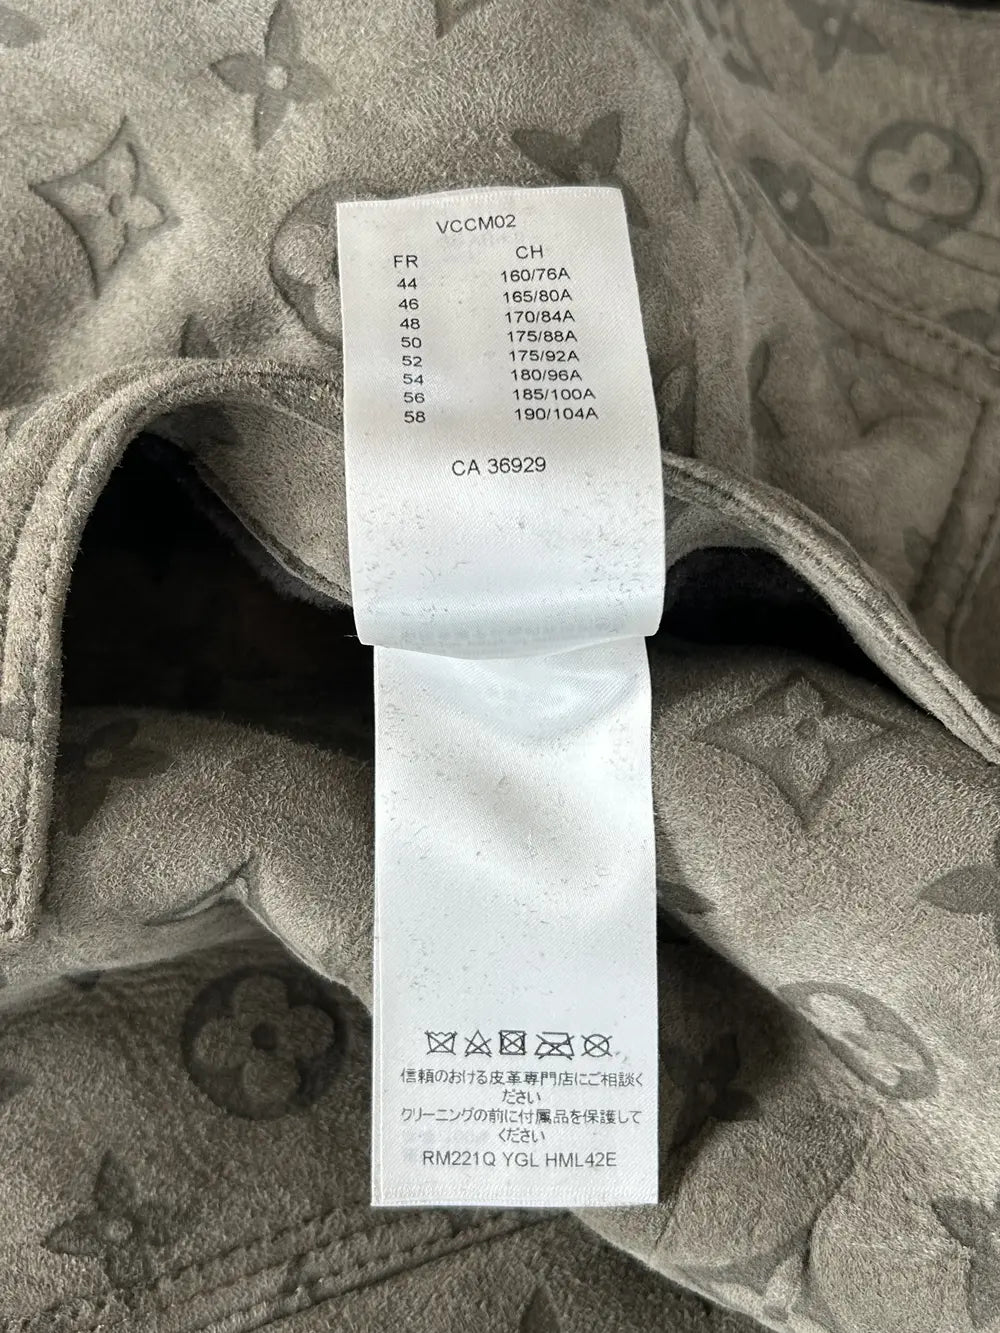 VCCM02
FR CH
44 160/76A
46 165/80A
48 170/84A
50 175/88A
52 175/92A
54 180/96A
56 185/100A
58 190/104A
CA 36929
信頼のおける皮革専門店にご相談く
ださい
クリーニングの前に付属品を保護して
ください
RM221Q YGL HML42E